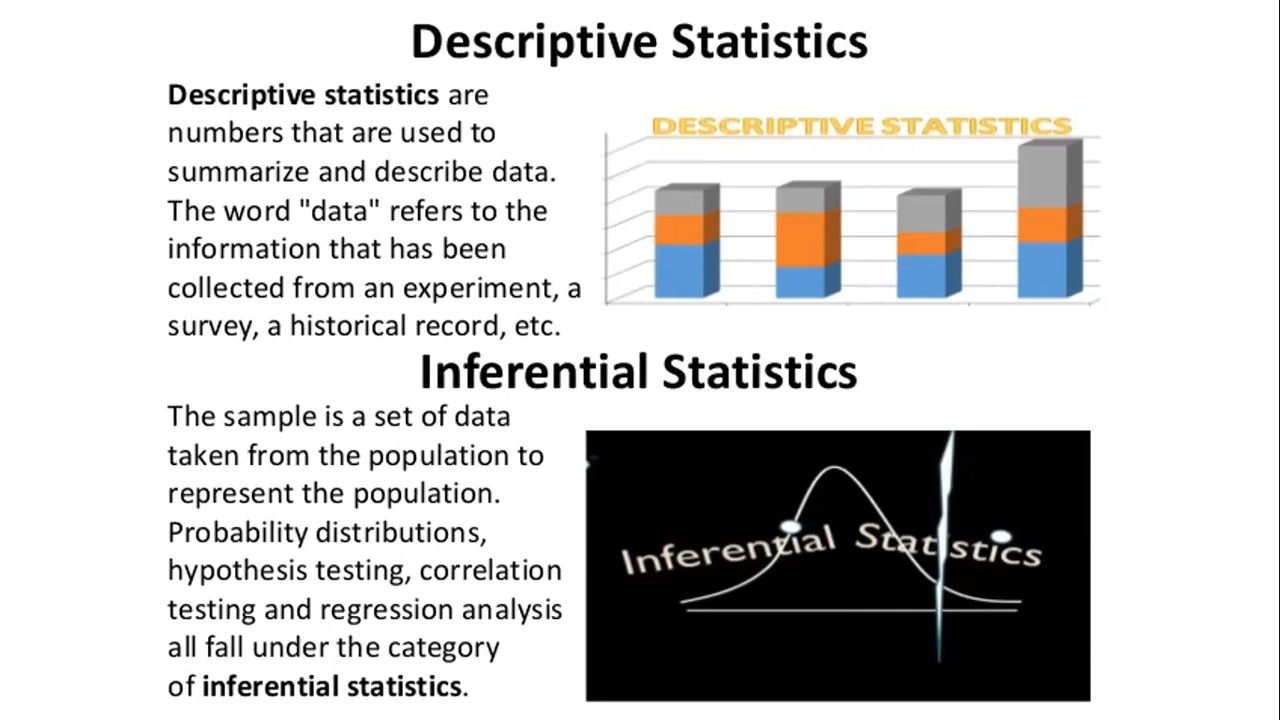 Descriptive Statistics
Descriptive statistics are
numbers that are used to
summarize and describe data.
The word "data" refers to the
information that has been
collected from an experiment, a
survey, a historical record, etc.
DESCRIPTIVE STATISTICS
Inferential Statistics
The sample is a set of data
taken from the population to
represent the population.
Probability distributions,
hypothesis testing, correlation
testing and regression analysis
all fall under the category
of inferential statistics.
Inferential Statistics